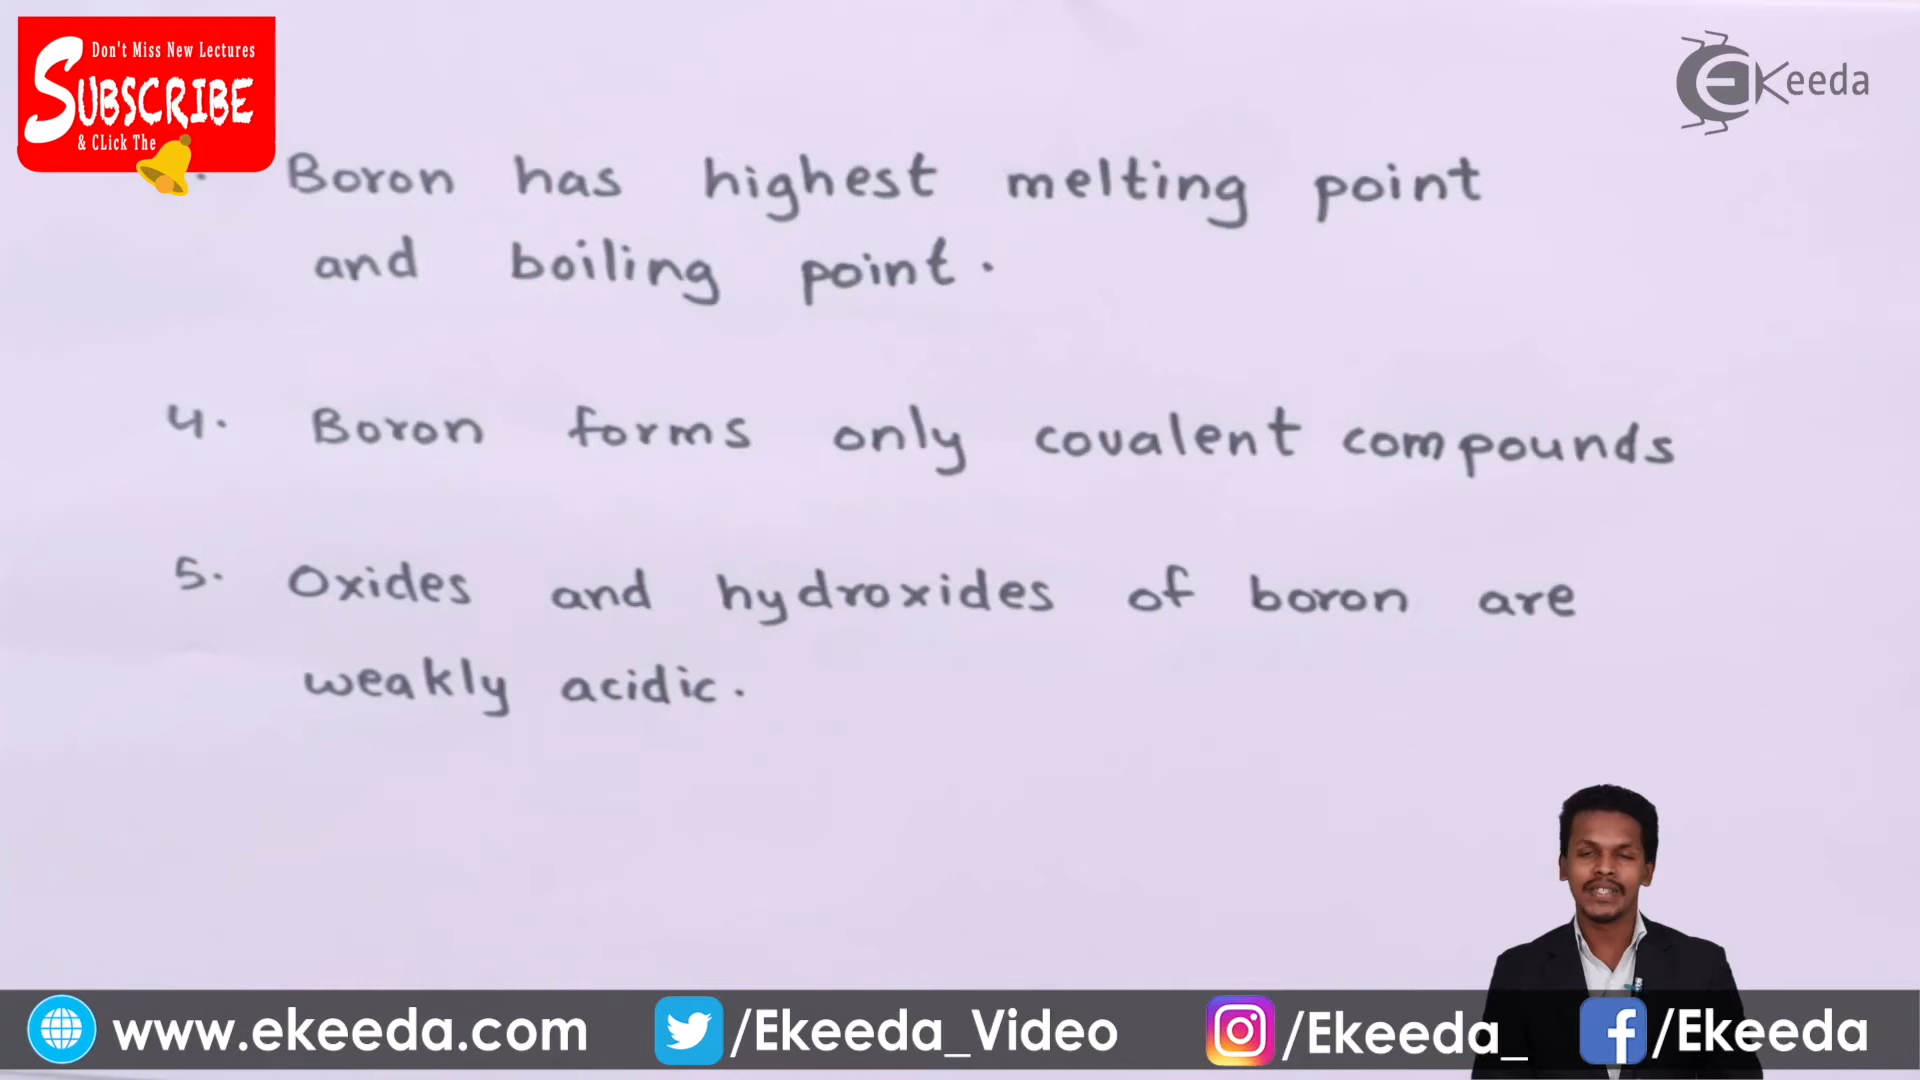 Don't Miss New Lectures
SUBSCRIBE
& CLick The
Keeda
Boron has highest melting point
and boiling point.
4. Boron forms only covalent compounds
5. Oxides and hydroxides of boron are
weakly acidic.
www.ekeeda.com
/Ekeeda_Video
/Ekeeda_
/Ekeeda